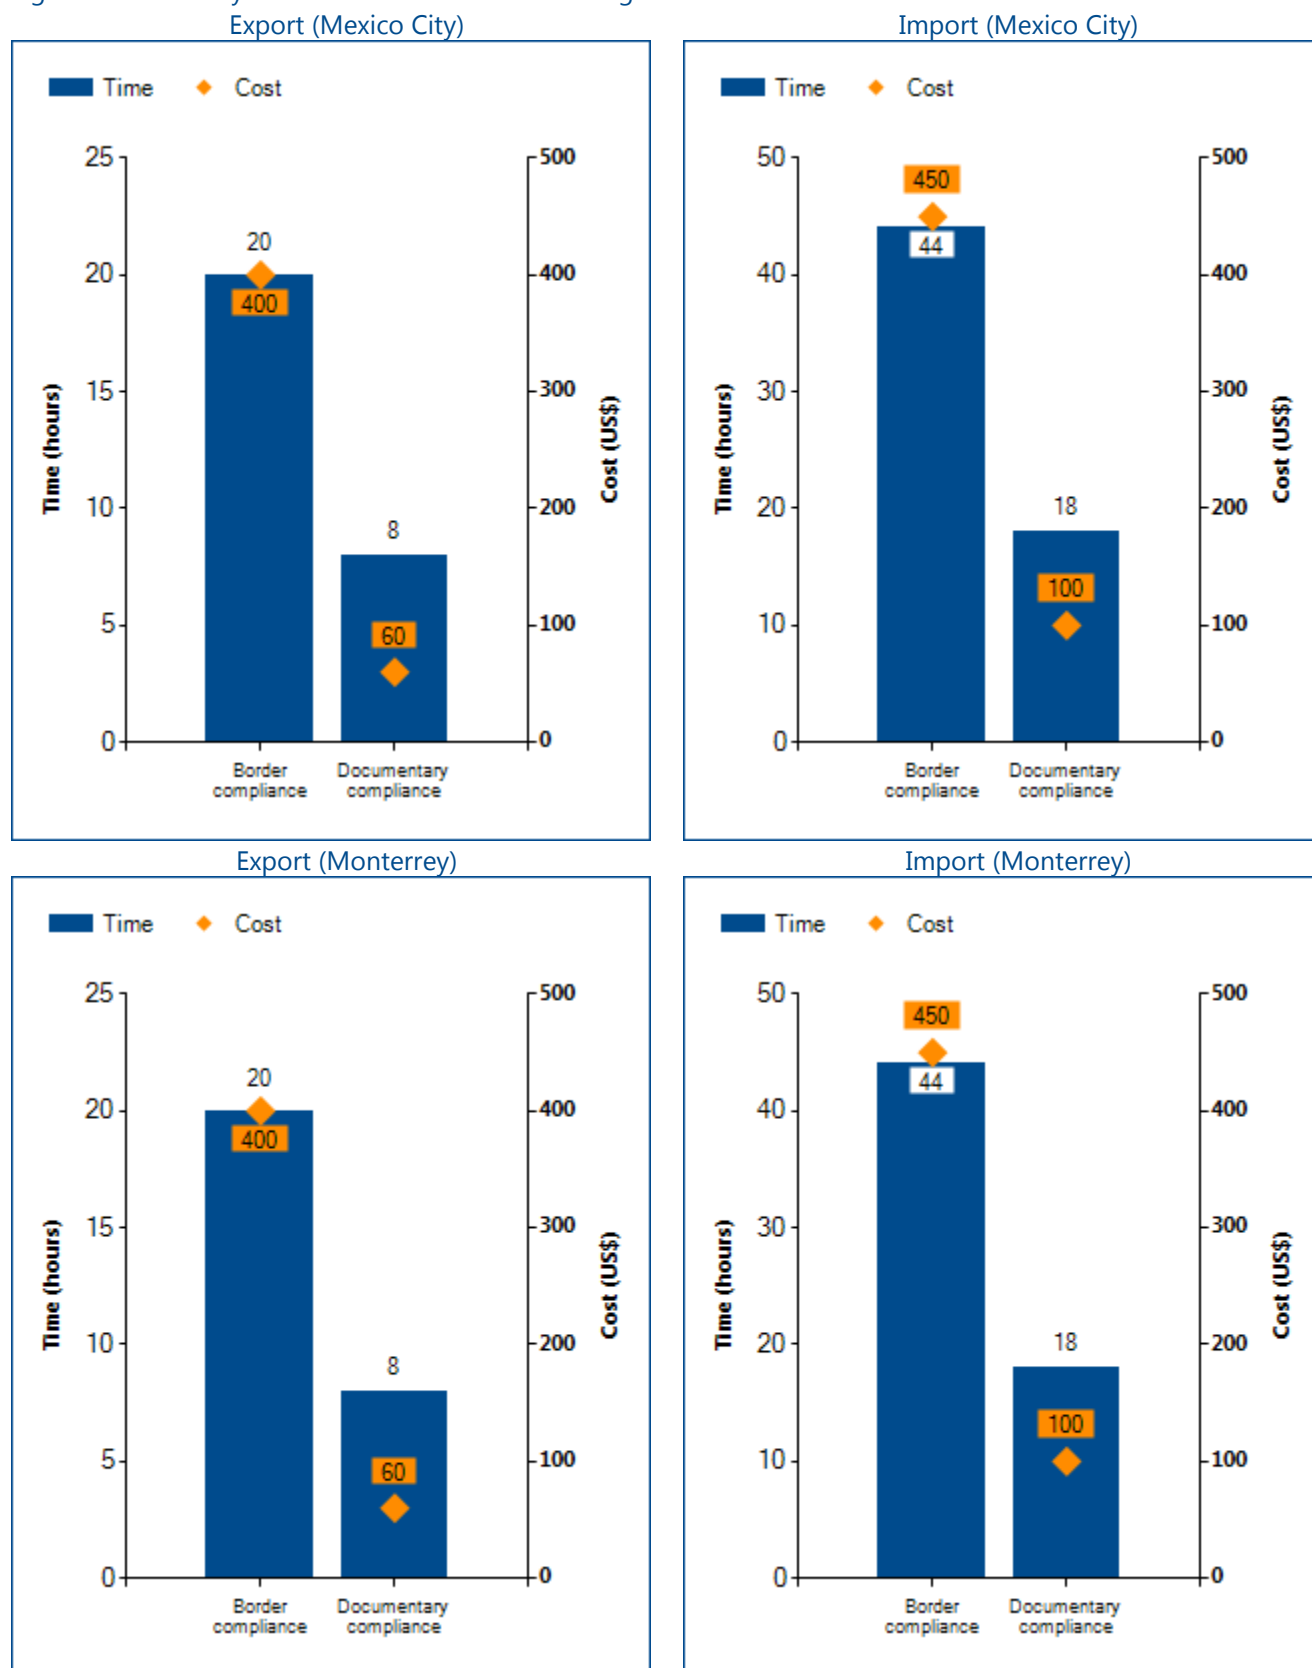 Export (Mexico City)
Import (Mexico City)
Time Cost
Time Cost
25
20
15
10
5
0
Time (hours)
500
400
300
200
100
0
Cost (US$)
20
400
8
60
Border
compliance
Documentary
compliance
50
40
30
20
10
0
Time (hours)
500
400
300
200
100
0
Cost (US$)
450
44
18
100
Border
compliance
Documentary
compliance
Export (Monterrey)
Import (Monterrey)
Time Cost
Time Cost
25
20
15
10
5
0
Time (hours)
500
400
300
200
100
0
Cost (US$)
20
400
8
60
Border
compliance
Documentary
compliance
50
40
30
20
10
0
Time (hours)
500
400
300
200
100
0
Cost (US$)
450
44
18
100
Border
compliance
Documentary
compliance